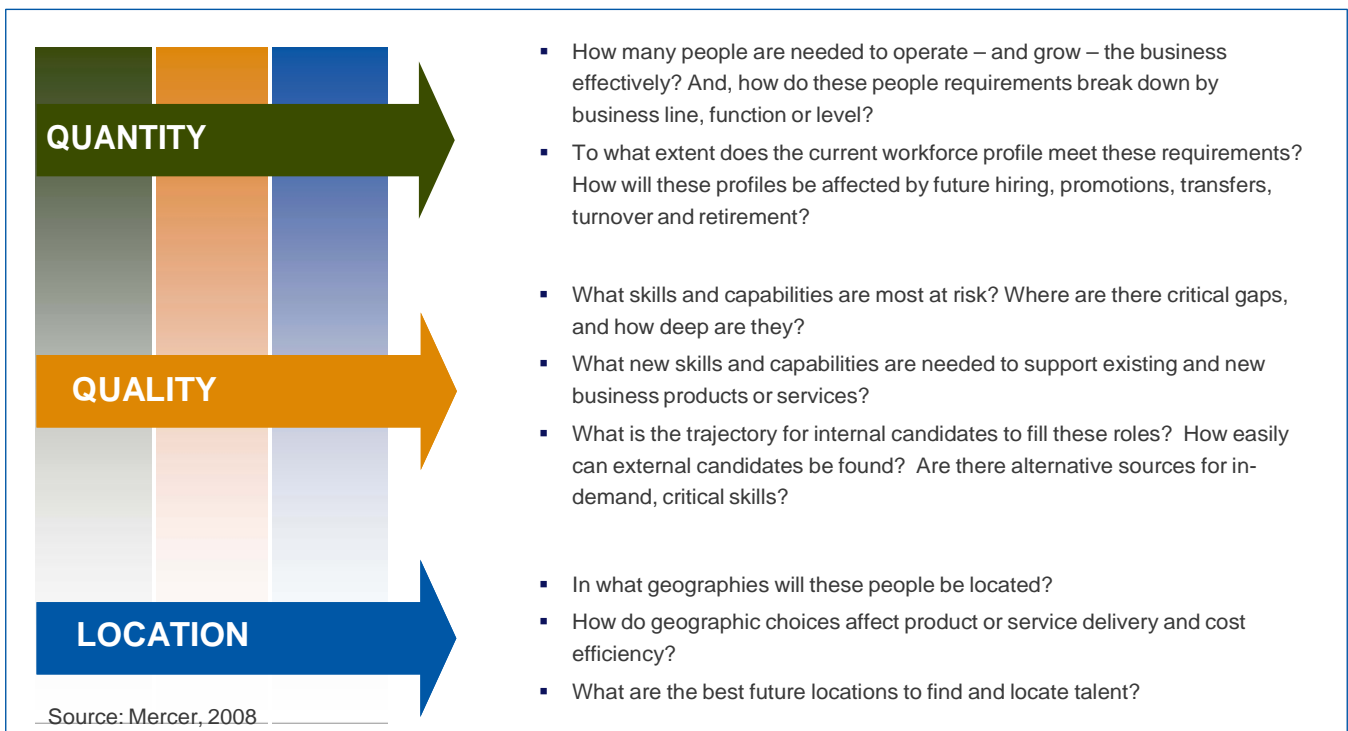 QUANTITY
▪ How many people are needed to operate – and grow – the business
effectively? And, how do these people requirements break down by
business line, function or level?
▪ To what extent does the current workforce profile meet these requirements?
How will these profiles be affected by future hiring, promotions, transfers,
turnover and retirement?
QUALITY
▪ What skills and capabilities are most at risk? Where are there critical gaps,
and how deep are they?
▪ What new skills and capabilities are needed to support existing and new
business products or services?
▪ What is the trajectory for internal candidates to fill these roles?  How easily
can external candidates be found?  Are there alternative sources for in-
demand, critical skills?
LOCATION
▪ In what geographies will these people be located?
▪ How do geographic choices affect product or service delivery and cost
efficiency?
▪ What are the best future locations to find and locate talent?
Source: Mercer, 2008